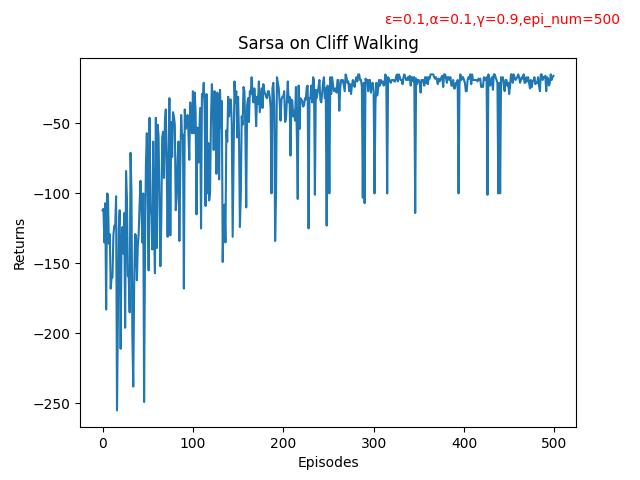 ε=0.1,α=0.1,γ=0.9,epi_num=500
Sarsa on Cliff Walking
Returns
−50
−100
−150
−200
−250
0 100 200 300 400 500
Episodes